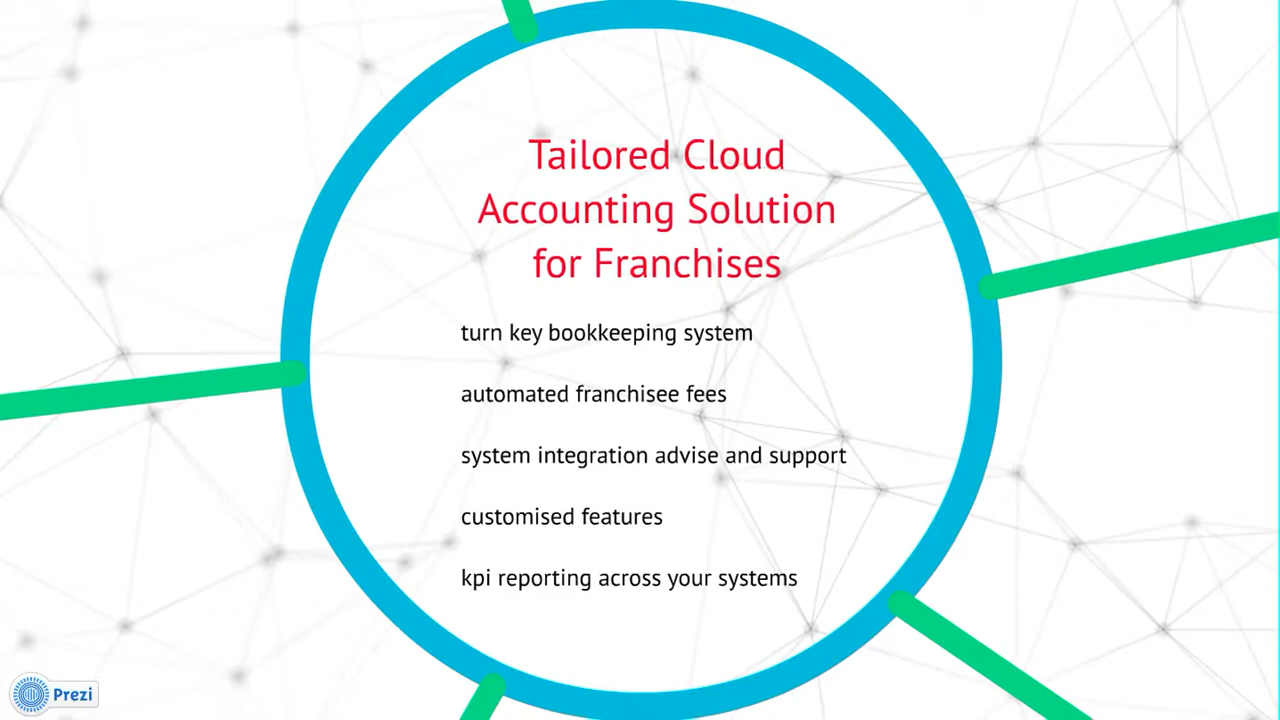 Tailored Cloud
Accounting Solution
for Franchises
turn key bookkeeping system
automated franchisee fees
system integration advise and support
customised features
kpi reporting across your systems
Prezi